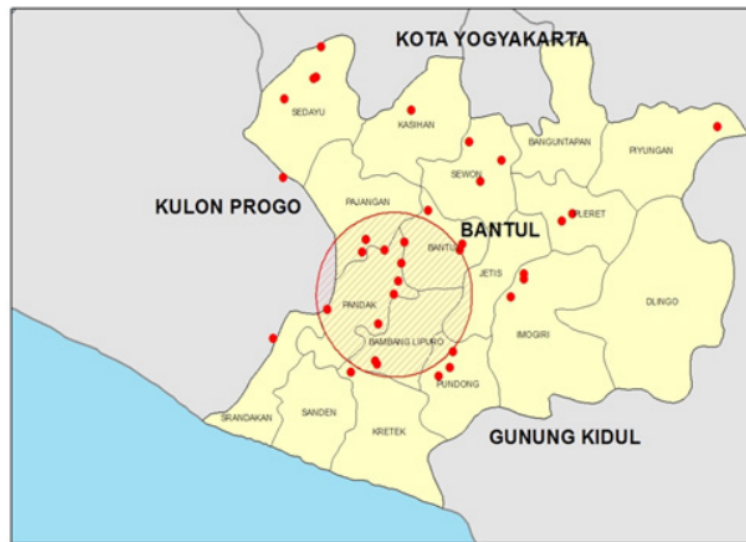 KOTA YOGYAKARTA
SEDAYU
KASIHAN
BANGUNTAPAN
PIYUNGAN
SEWON
PAJANGAN
KULON PROGO
PLERET
BANTUL
BANTUL
JETIS
DLINGO
PANDAK
IMOGIRI
BAMBANG LIPURO
PUNDONG
SRANDAKAN
SANDEN
KRETEK
GUNUNG KIDUL